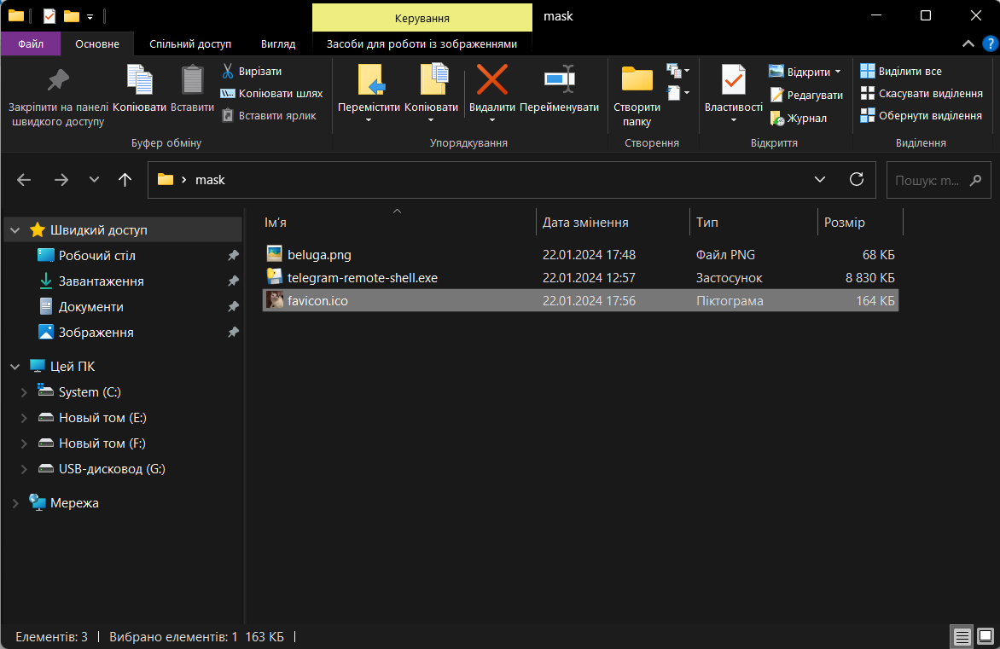 Керування
mask
Файл
Основне
Спільний доступ
Вигляд
Засоби для роботи із зображеннями
?
Закріпити на панелі швидкого доступу
Копіювати
Вставити
Вирізати
Копіювати шлях
Вставити ярлик
Перемістити
Копіювати
Видалити
Перейменувати
Створити папку
Властивості
Відкрити
Редагувати
Журнал
Виділити все
Скасувати виділення
Обернути виділення
Буфер обміну
Упорядкування
Створення
Відкриття
Виділення
mask
Пошук: m...
Швидкий доступ
Робочий стіл
Завантаження
Документи
Зображення
Цей ПК
System (C:)
Новый том (E:)
Новый том (F:)
USB-дисковод (G:)
Мережа
Ім’я Дата змінення Тип Розмір
beluga.png 22.01.2024 17:48 Файл PNG 68 КБ
telegram-remote-shell.exe 22.01.2024 12:57 Застосунок 8 830 КБ
favicon.ico 22.01.2024 17:56 Піктограма 164 КБ
Елементів: 3 Вибрано елементів: 1 163 КБ